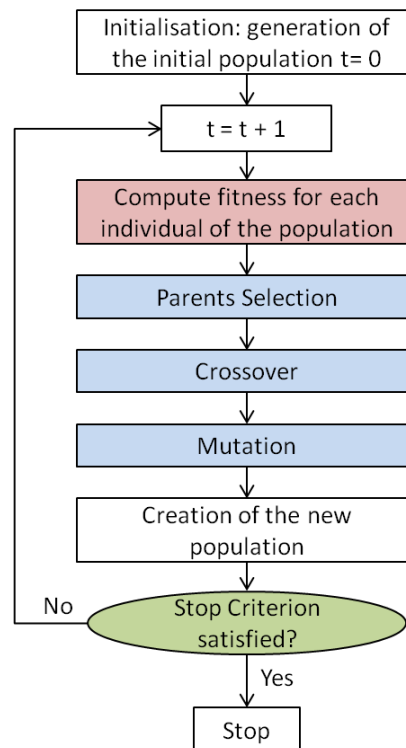 Initialisation: generation of
the initial population t= 0
t = t + 1
Compute fitness for each
individual of the population
Parents Selection
Crossover
Mutation
Creation of the new
population
Stop Criterion
satisfied?
No
Yes
Stop